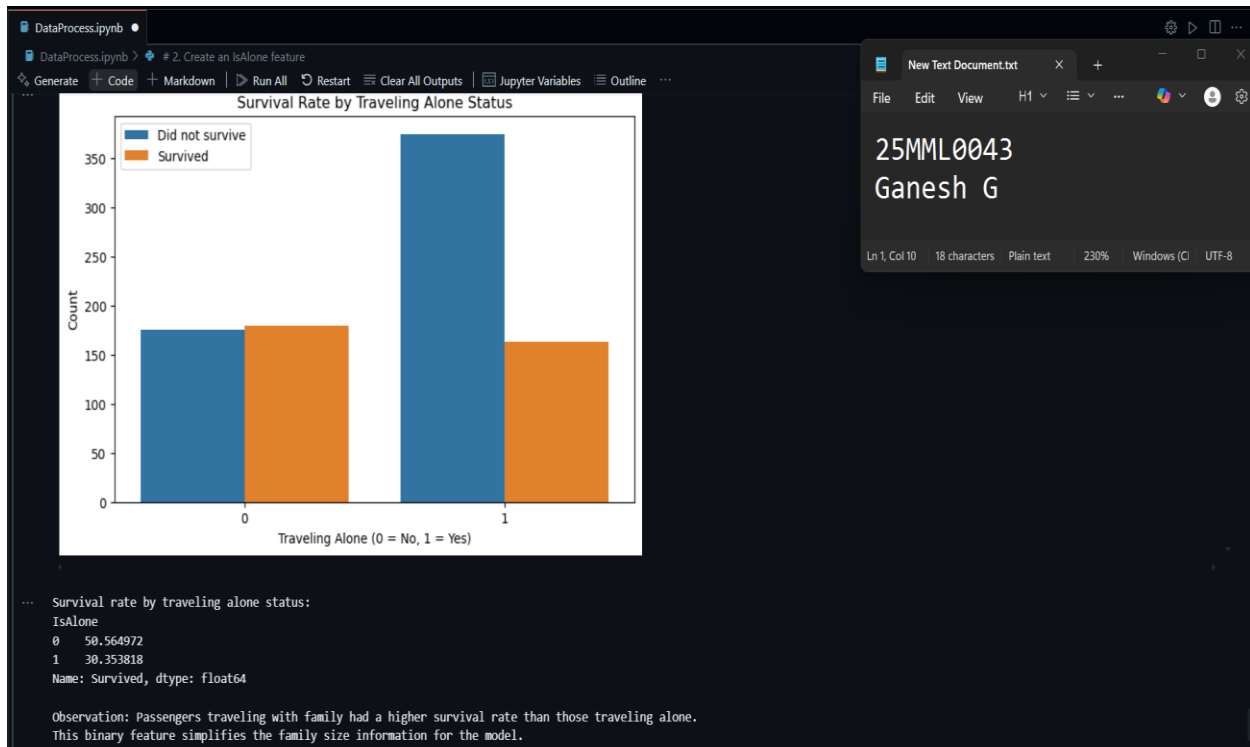 DataProcess.ipynb
DataProcess.ipynb > # 2. Create an IsAlone feature
Generate + Code + Markdown | Run All Restart Clear All Outputs | Jupyter Variables Outline ...
Survival Rate by Traveling Alone Status
Did not survive
Survived
350
300
250
200
150
100
50
0
Count
0 1
Traveling Alone (0 = No, 1 = Yes)
Survival rate by traveling alone status:
IsAlone
0 50.564972
1 30.353818
Name: Survived, dtype: float64
Observation: Passengers traveling with family had a higher survival rate than those traveling alone.
This binary feature simplifies the family size information for the model.
New Text Document.txt
File Edit View H1
25MML0043
Ganesh G
Ln 1, Col 10 18 characters Plain text 230% Windows (Cl UTF-8